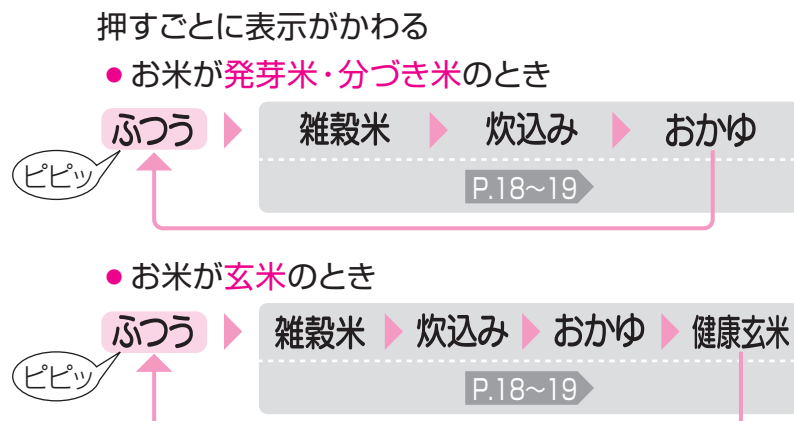 押すごとに表示がかわる
●お米が発芽米・分づき米のとき
ふつう ▶ 雑穀米 ▶ 炊込み ▶ おかゆ
ピピッ
P.18~19
●お米が玄米のとき
ふつう ▶ 雑穀米 ▶ 炊込み ▶ おかゆ ▶ 健康玄米
ピピッ
P.18~19